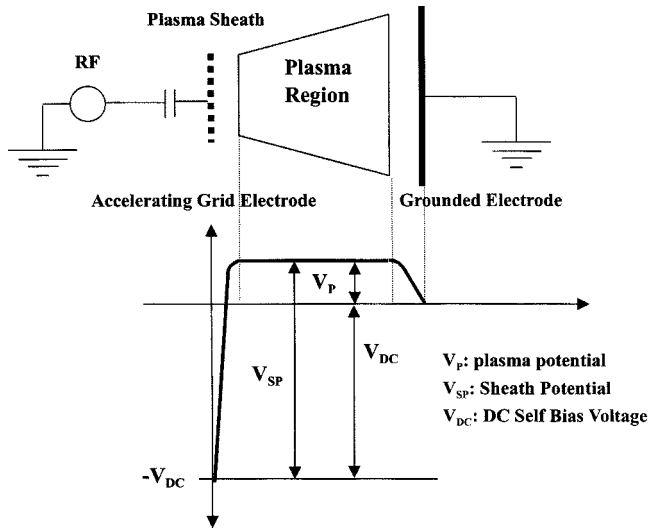 Plasma Sheath
RF
Plasma
Region
Accelerating Grid Electrode
Grounded Electrode
V_P
V_DC
V_SP
V_P: plasma potential
V_SP: Sheath Potential
V_DC: DC Self Bias Voltage
-V_DC